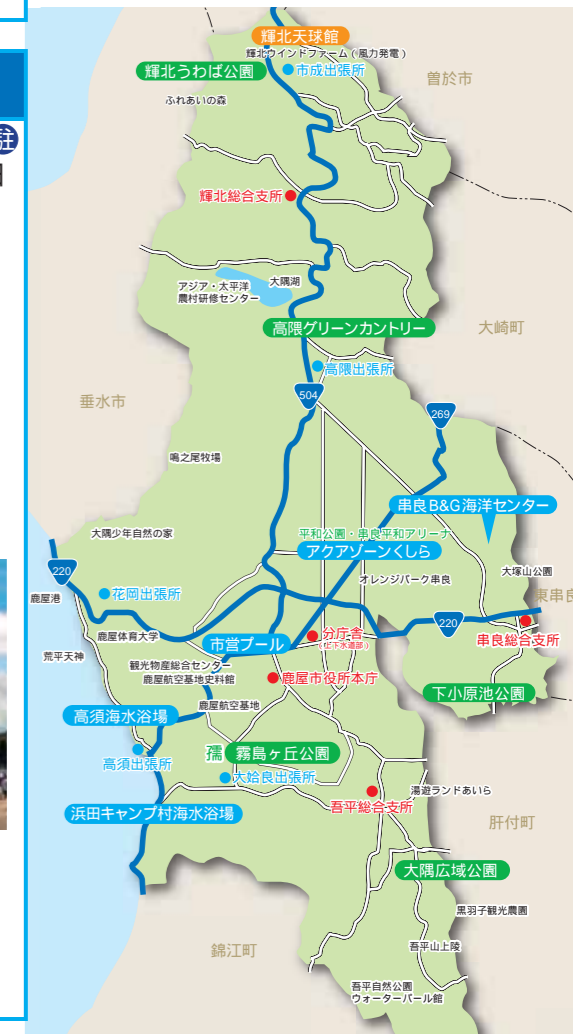 輝北天球館
輝北ウインドファーム(風力発電)
市成出張所
輝北うわば公園
曽於市
駐
ふれあいの森
輝北総合支所
アジア・太平洋
農村研修センター
大隅湖
高隈グリーンカントリー
大崎町
高隈出張所
504
垂水市
269
鳴之尾牧場
串良B&G海洋センター
大隅少年自然の家
平和公園・串良平和アリーナ
アクアゾーンくしら
大塚山公園
オレンジパーク串良
220
鹿屋港
花岡出張所
東串良
220
鹿屋体育大学
市営プール
分庁舎
(上下水道部)
串良総合支所
荒平天神
観光物産総合センター
鹿屋航空基地史料館
鹿屋市役所本庁
下小原池公園
鹿屋航空基地
高須海水浴場
霧島ヶ丘公園
高須出張所
大姶良出張所
湯遊ランドあいら
吾平総合支所
浜田キャンプ村海水浴場
肝付町
大隅広域公園
黒羽子観光農園
錦江町
吾平山上陵
吾平自然公園
ウォーターパール館